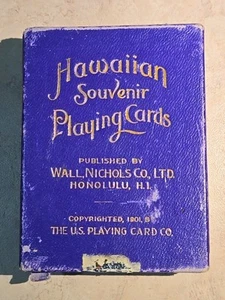 Hawaiian
Souvenir
Playing Cards
PUBLISHED BY
WALL, NICHOLS CO., LTD.
HONOLULU, H.I.
COPYRIGHTED, 1901, BY
THE U.S. PLAYING CARD CO.